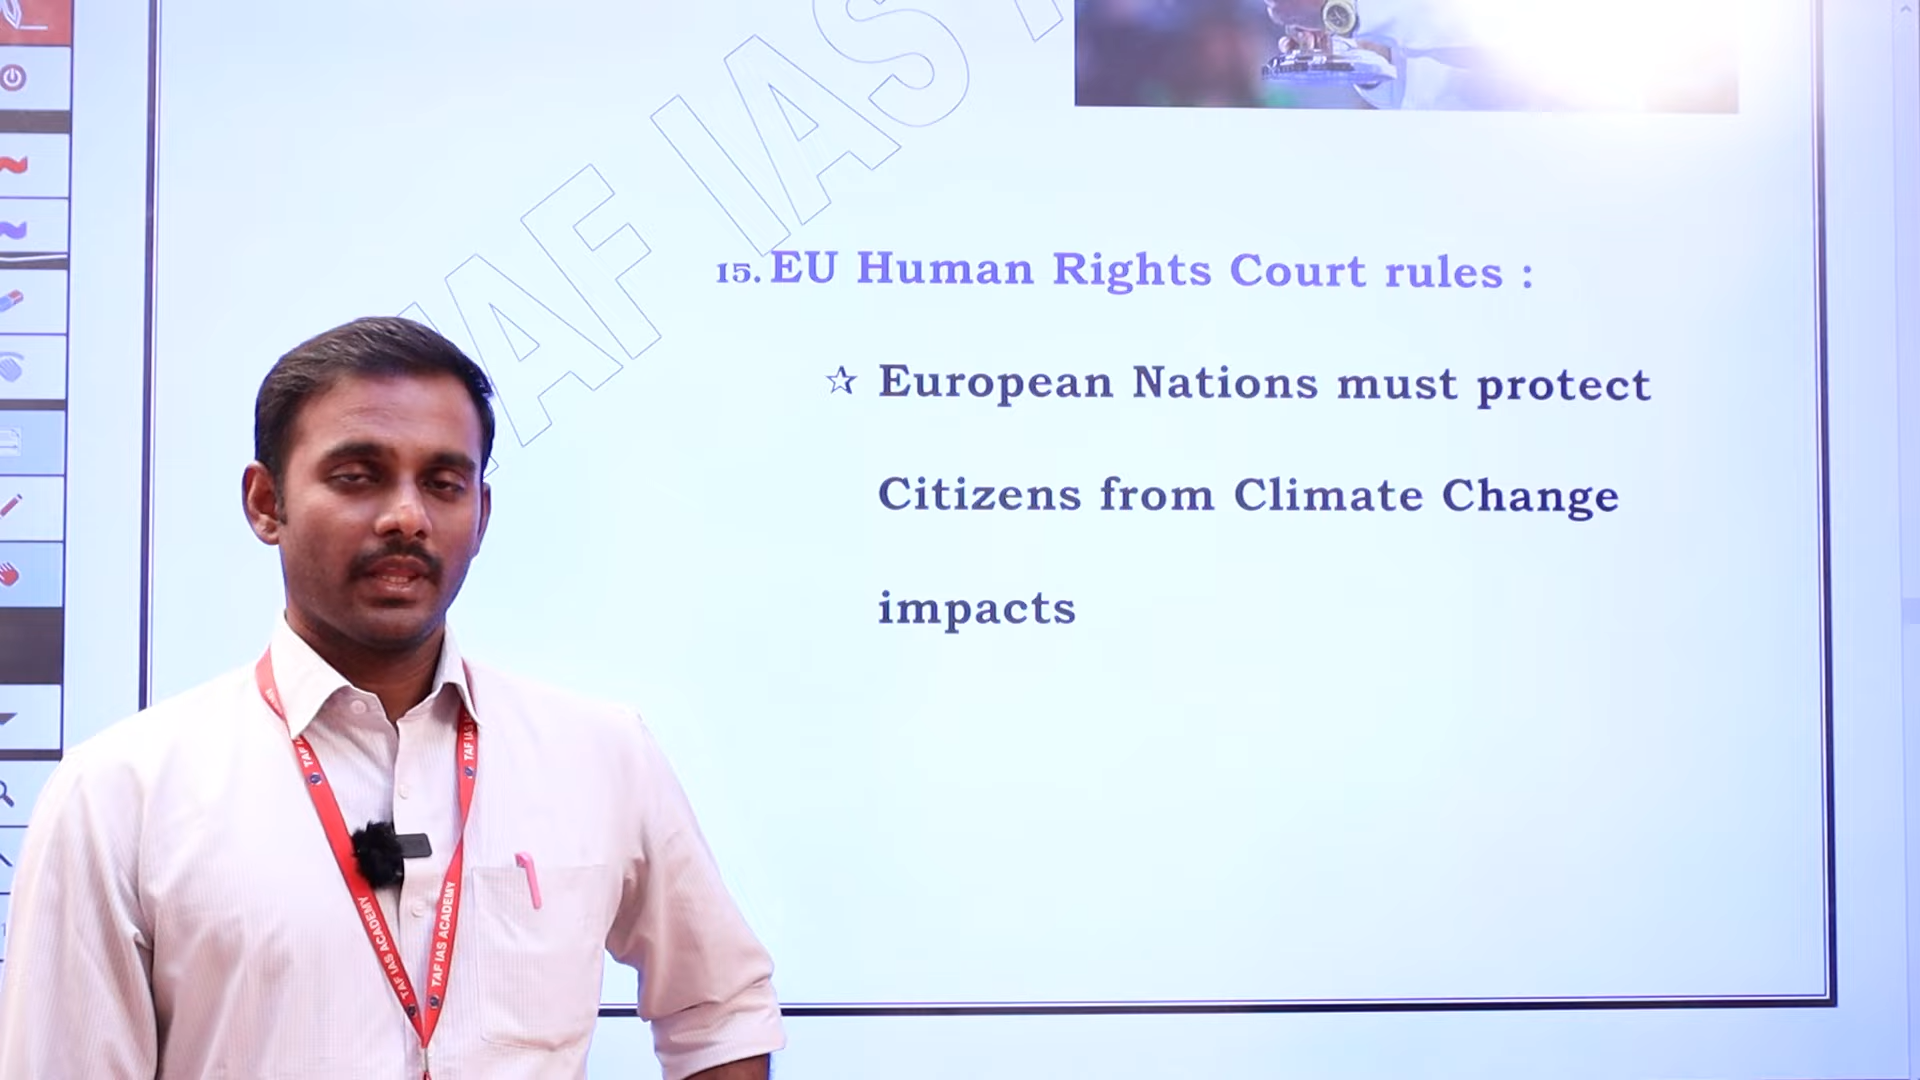 TAF IAS
15. EU Human Rights Court rules :
☆ European Nations must protect
Citizens from Climate Change
impacts
TAF IAS ACADEMY
TAF IAS ACADEMY